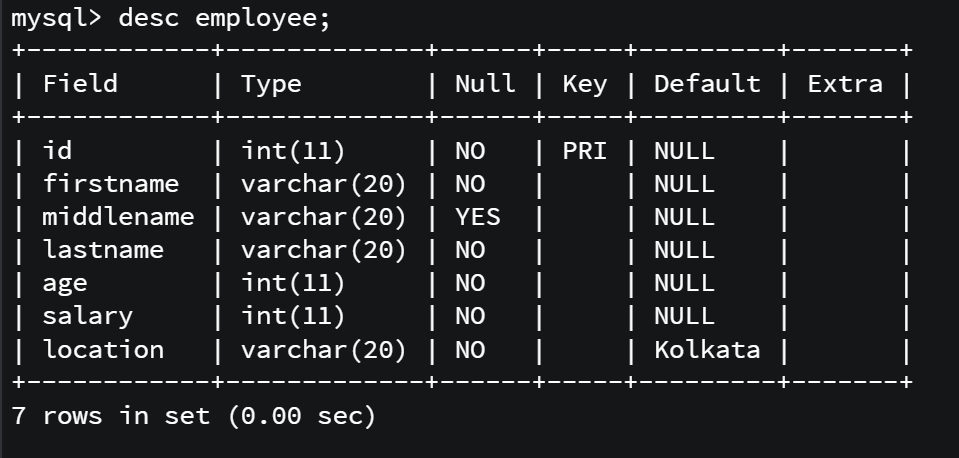 mysql> desc employee;
+------------+-------------+------+-----+---------+-------+
| Field      | Type        | Null | Key | Default | Extra |
+------------+-------------+------+-----+---------+-------+
| id         | int(11)     | NO   | PRI | NULL    |       |
| firstname  | varchar(20) | NO   |     | NULL    |       |
| middlename | varchar(20) | YES  |     | NULL    |       |
| lastname   | varchar(20) | NO   |     | NULL    |       |
| age        | int(11)     | NO   |     | NULL    |       |
| salary     | int(11)     | NO   |     | NULL    |       |
| location   | varchar(20) | NO   |     | Kolkata |       |
+------------+-------------+------+-----+---------+-------+
7 rows in set (0.00 sec)